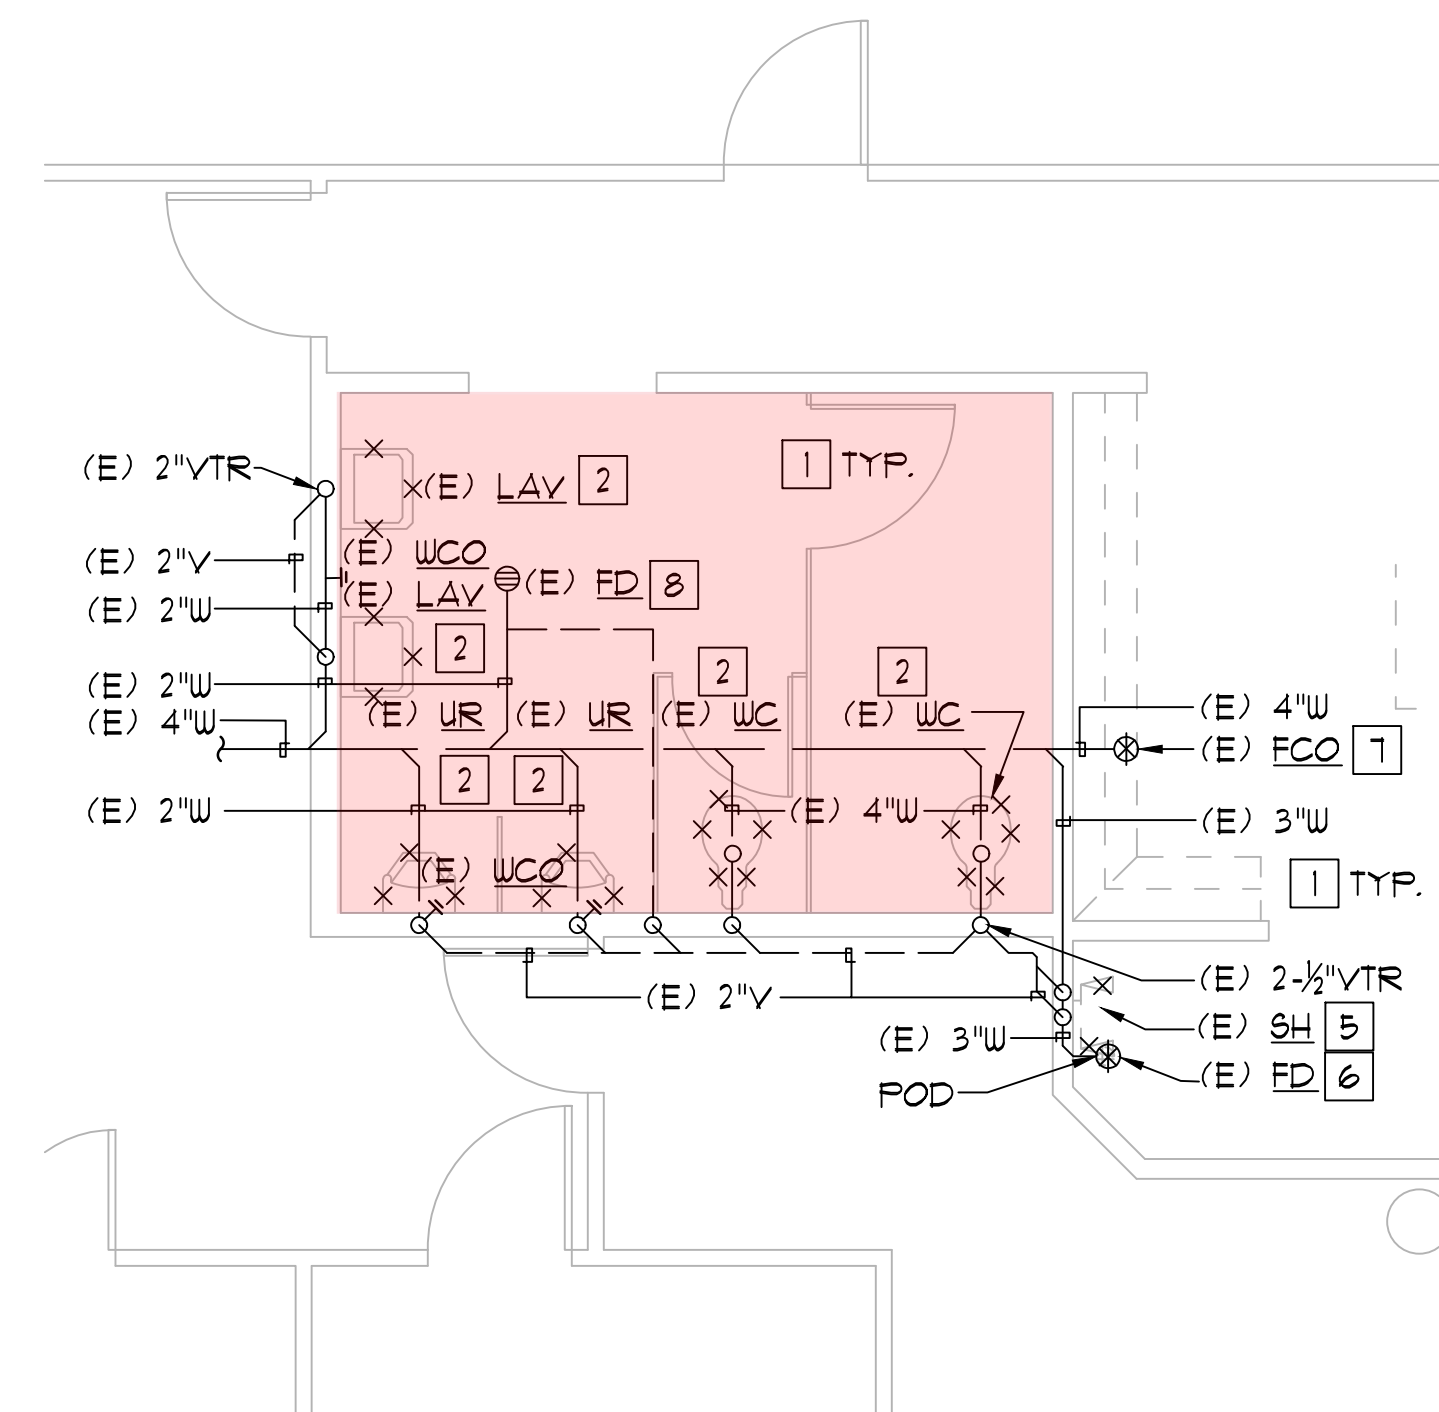 (E) 2"VTR
(E) LAV 2
1 TYP.
(E) 2"V
(E) WCO
(E) LAV
(E) FD 8
(E) 2"W
2
2
2
(E) 2"W
(E) 4"W
(E) UR
(E) UR
(E) WC
(E) WC
(E) 4"W
(E) FCO 7
2
2
(E) 2"W
(E) 4"W
(E) 3"W
(E) WCO
1 TYP.
(E) 2-½"VTR
(E) 2"V
(E) SH 5
(E) 3"W
(E) FD 6
POD